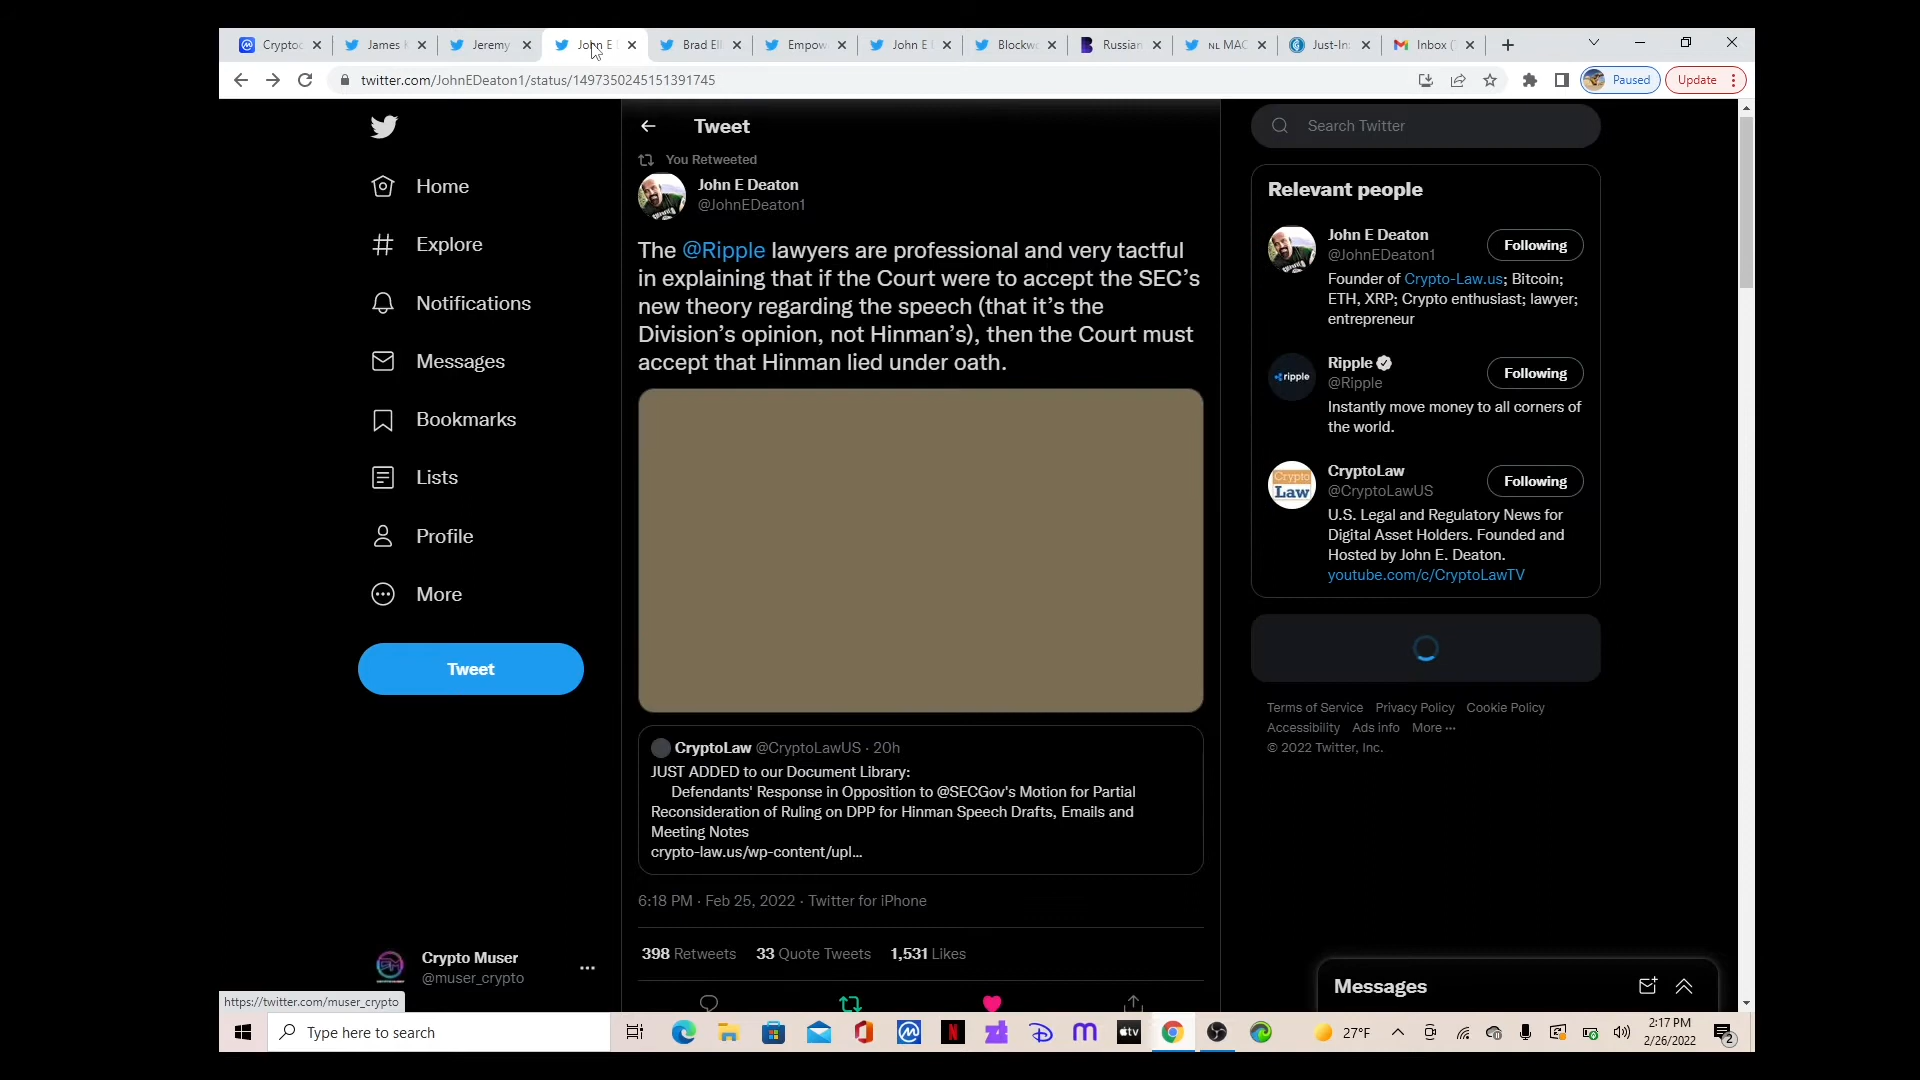 Crypto
James
Jeremy
John E
Brad Ell
Empow
John E
Blockwo
Russian
NL MAC
Just-In:
Inbox (
twitter.com/JohnEDeaton1/status/1497350245151391745
Paused
Update
Tweet
Search Twitter
You Retweeted
John E Deaton
@JohnEDeaton1
Home
Explore
Notifications
Messages
Bookmarks
Lists
Profile
More
Tweet
The @Ripple lawyers are professional and very tactful
in explaining that if the Court were to accept the SEC’s
new theory regarding the speech (that it’s the
Division’s opinion, not Hinman’s), then the Court must
accept that Hinman lied under oath.
CryptoLaw @CryptoLawUS · 20h
JUST ADDED to our Document Library:
Defendants' Response in Opposition to @SECGov's Motion for Partial
Reconsideration of Ruling on DPP for Hinman Speech Drafts, Emails and
Meeting Notes
crypto-law.us/wp-content/upl...
6:18 PM · Feb 25, 2022 · Twitter for iPhone
398 Retweets 33 Quote Tweets 1,531 Likes
Relevant people
John E Deaton
@JohnEDeaton1
Following
Founder of Crypto-Law.us; Bitcoin;
ETH, XRP; Crypto enthusiast; lawyer;
entrepreneur
Ripple
@Ripple
Following
ripple
Instantly move money to all corners of
the world.
CryptoLaw
@CryptoLawUS
Following
Crypto
Law
U.S. Legal and Regulatory News for
Digital Asset Holders. Founded and
Hosted by John E. Deaton.
youtube.com/c/CryptoLawTV
Terms of Service Privacy Policy Cookie Policy
Accessibility Ads info More ···
© 2022 Twitter, Inc.
Crypto Muser
@muser_crypto
Messages
https://twitter.com/muser_crypto
Type here to search
tv
27°F
2:17 PM
2/26/2022
2